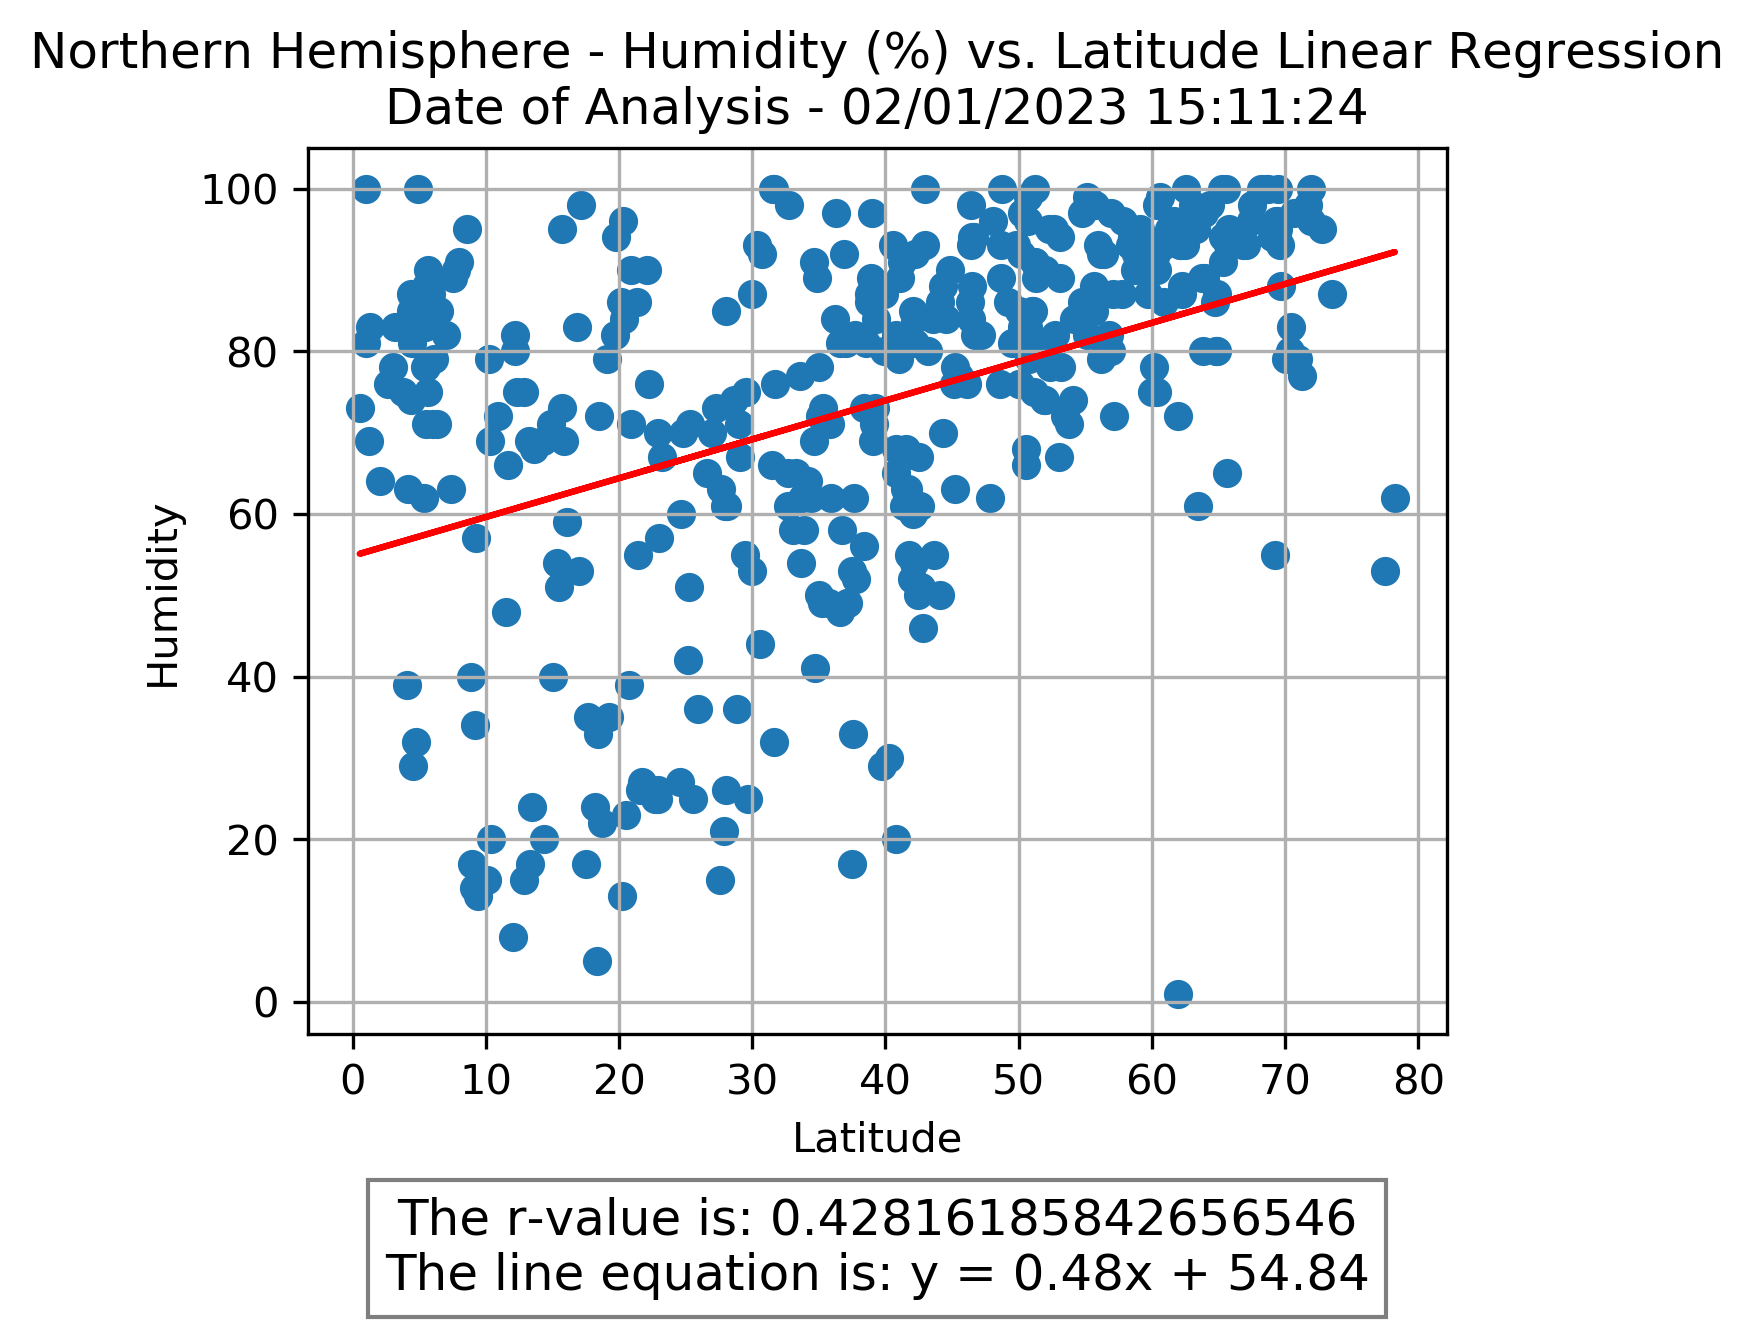 Northern Hemisphere - Humidity (%) vs. Latitude Linear Regression
Date of Analysis - 02/01/2023 15:11:24
100
80
60
40
20
0
Humidity
0 10 20 30 40 50 60 70 80
Latitude
The r-value is: 0.42816185842656546
The line equation is: y = 0.48x + 54.84